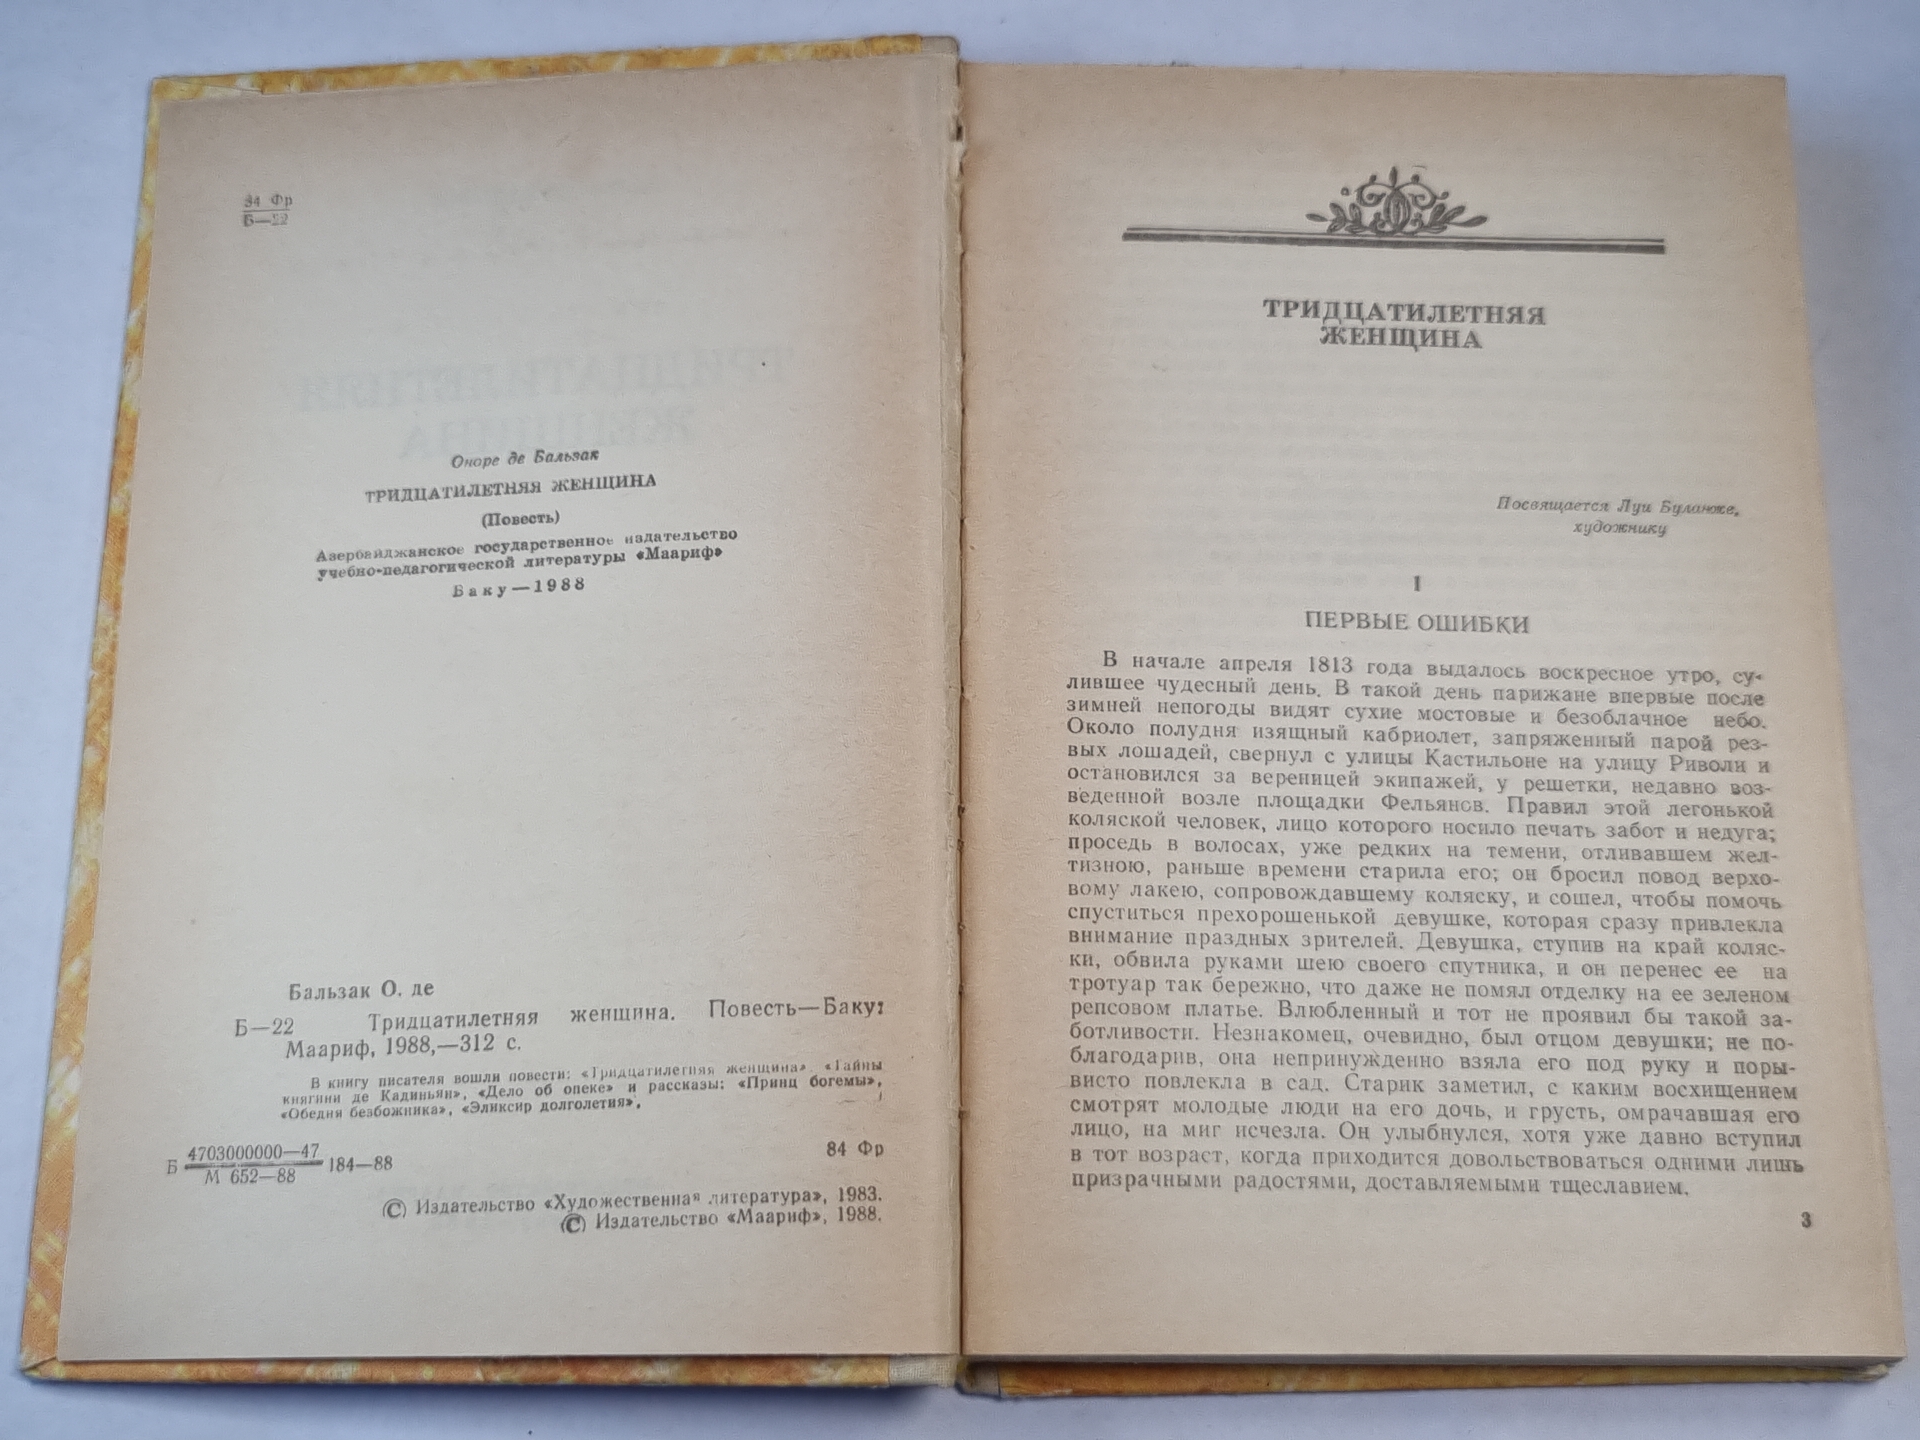 84 Фр
Б—22
Оноре де Бальзак
ТРИДЦАТИЛЕТНЯЯ ЖЕНЩИНА
(Повесть)
Азербайджанское государственное издательство
учебно-педагогической литературы «Маариф»
Баку—1988
Бальзак О. де
Б—22 Тридцатилетняя женщина. Повесть—Баку:
Маариф, 1988,—312 с.
В книгу писателя вошли повести: «Тридцатилетняя женщина». «Тайны
княгини де Кадиньян», «Дело об опеке» и рассказы: «Принц богемы»,
«Обедня безбожника», «Эликсир долголетия»,
Б 4703000000—47
М 652—88 184—88
84 Фр
© Издательство «Художественная литература», 1983.
© Издательство «Маариф», 1988.
ТРИДЦАТИЛЕТНЯЯ
ЖЕНЩИНА
Посвящается Луи Буланже,
художнику
I
ПЕРВЫЕ ОШИБКИ
В начале апреля 1813 года выдалось воскресное утро, су-
лившее чудесный день. В такой день парижане впервые после
зимней непогоды видят сухие мостовые и безоблачное небо.
Около полудня изящный кабриолет, запряженный парой рез-
вых лошадей, свернул с улицы Кастильоне на улицу Риволи и
остановился за вереницей экипажей, у решетки, недавно воз-
веденной возле площадки Фельянов. Правил этой легонькой
коляской человек, лицо которого носило печать забот и недуга;
проседь в волосах, уже редких на темени, отливавшем жел-
тизною, раньше времени старила его; он бросил повод верхо-
вому лакею, сопровождавшему коляску, и сошел, чтобы помочь
спуститься прехорошенькой девушке, которая сразу привлекла
внимание праздных зрителей. Девушка, ступив на край коляс-
ки, обвила руками шею своего спутника, и он перенес ее на
тротуар так бережно, что даже не помял отделку на ее зеленом
репсовом платье. Влюбленный и тот не проявил бы такой за-
ботливости. Незнакомец, очевидно, был отцом девушки; не по-
благодарив, она непринужденно взяла его под руку и поры-
висто повлекла в сад. Старик заметил, с каким восхищением
смотрят молодые люди на его дочь, и грусть, омрачавшая его
лицо, на миг исчезла. Он улыбнулся, хотя уже давно вступил
в тот возраст, когда приходится довольствоваться одними лишь
призрачными радостями, доставляемыми тщеславием.
3